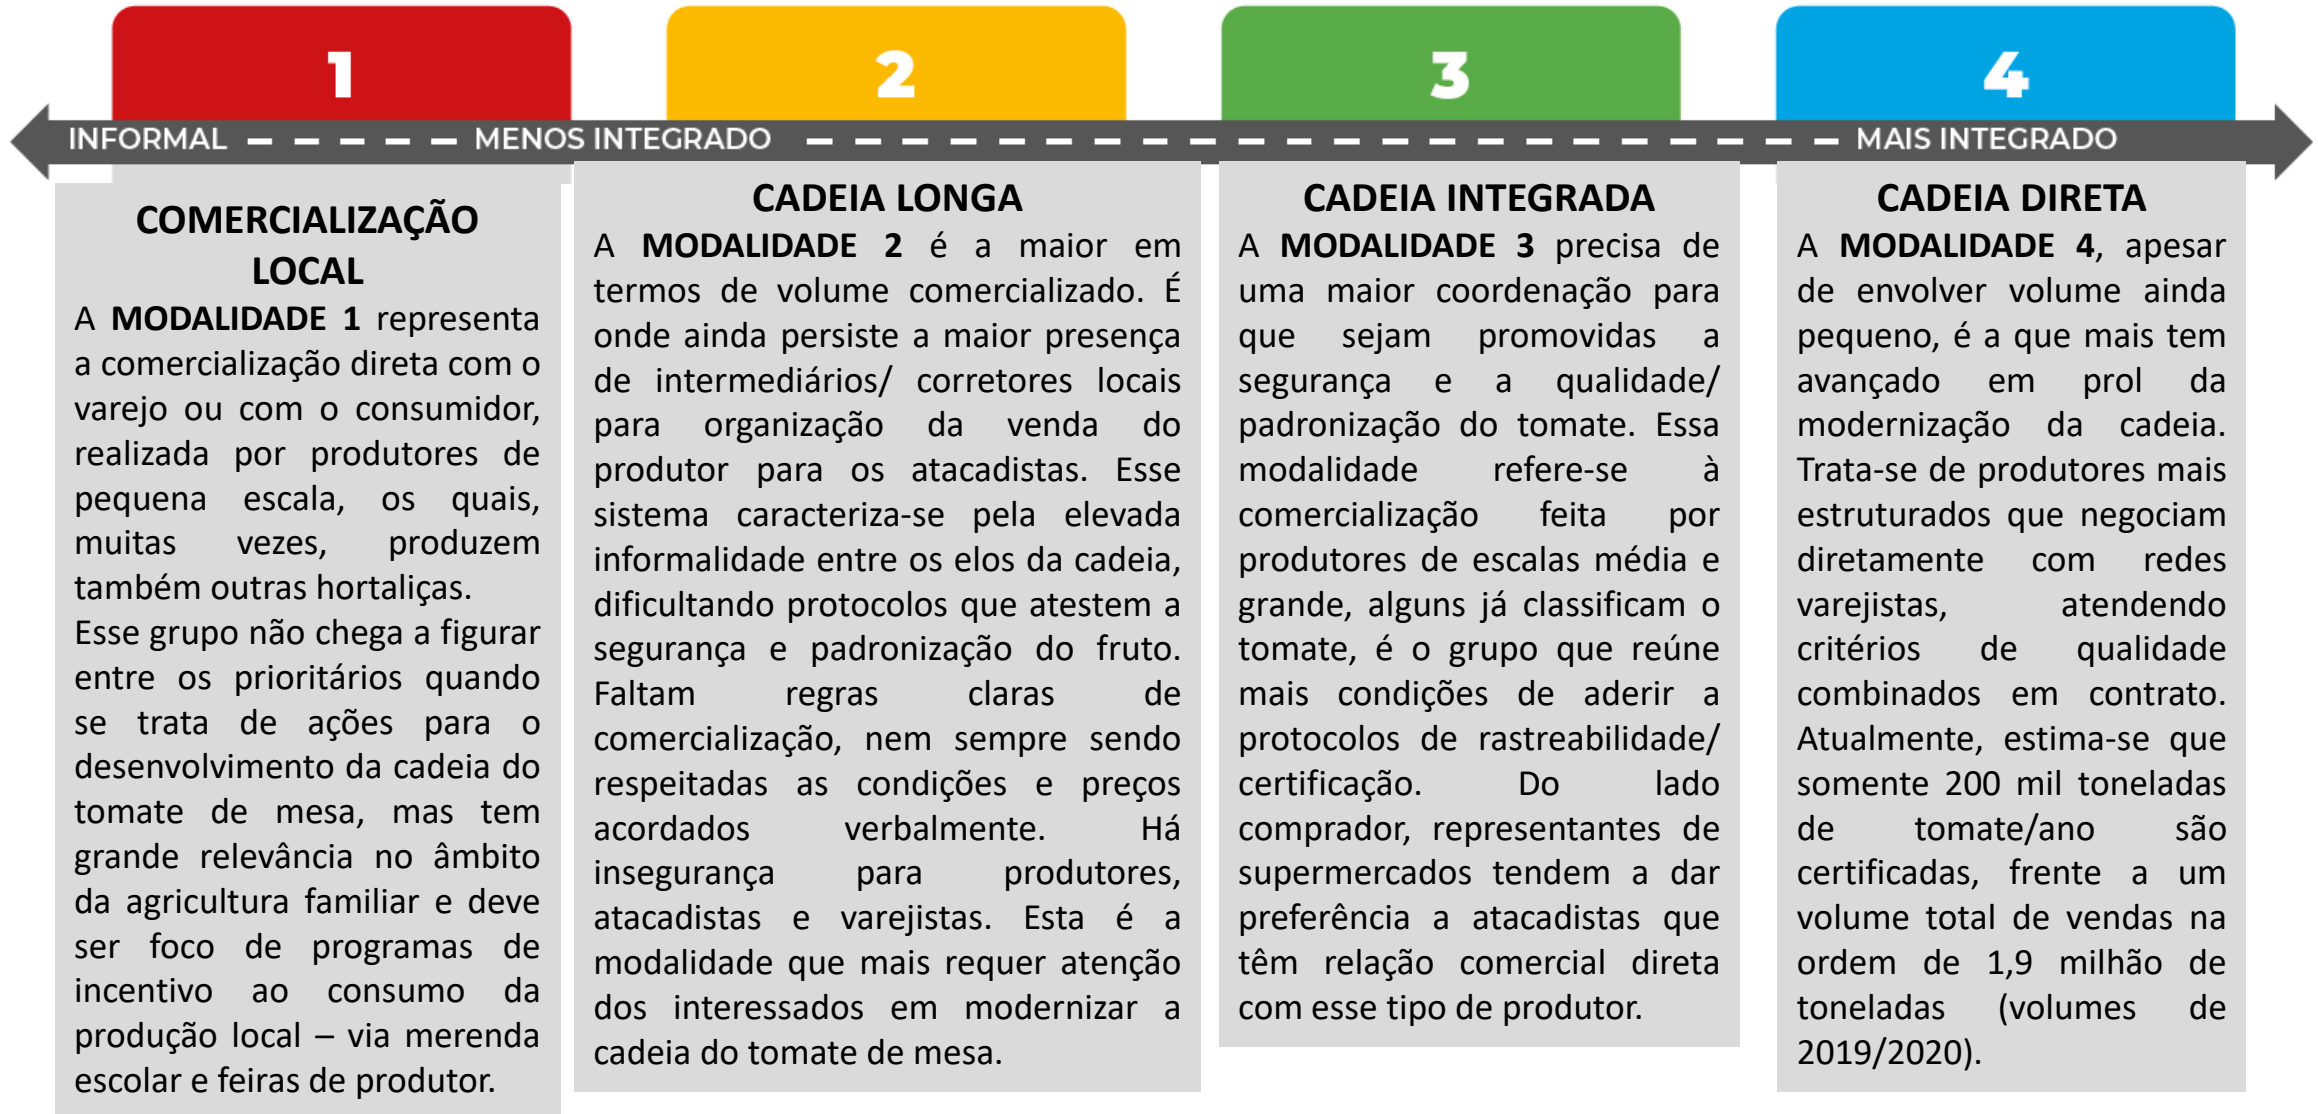 1
2
3
4
INFORMAL
MENOS INTEGRADO
MAIS INTEGRADO
COMERCIALIZAÇÃO
LOCAL
A MODALIDADE 1 representa
a comercialização direta com o
varejo ou com o consumidor,
realizada por produtores de
pequena escala, os quais,
muitas vezes, produzem
também outras hortaliças.
Esse grupo não chega a figurar
entre os prioritários quando
se trata de ações para o
desenvolvimento da cadeia do
tomate de mesa, mas tem
grande relevância no âmbito
da agricultura familiar e deve
ser foco de programas de
incentivo ao consumo da
produção local – via merenda
escolar e feiras de produtor.
CADEIA LONGA
A MODALIDADE 2 é a maior em
termos de volume comercializado. É
onde ainda persiste a maior presença
de intermediários/ corretores locais
para organização da venda do
produtor para os atacadistas. Esse
sistema caracteriza-se pela elevada
informalidade entre os elos da cadeia,
dificultando protocolos que atestem a
segurança e padronização do fruto.
Faltam regras claras de
comercialização, nem sempre sendo
respeitadas as condições e preços
acordados verbalmente. Há
insegurança para produtores,
atacadistas e varejistas. Esta é a
modalidade que mais requer atenção
dos interessados em modernizar a
cadeia do tomate de mesa.
CADEIA INTEGRADA
A MODALIDADE 3 precisa de
uma maior coordenação para
que sejam promovidas a
segurança e a qualidade/
padronização do tomate. Essa
modalidade refere-se à
comercialização feita por
produtores de escalas média e
grande, alguns já classificam o
tomate, é o grupo que reúne
mais condições de aderir a
protocolos de rastreabilidade/
certificação. Do lado
comprador, representantes de
supermercados tendem a dar
preferência a atacadistas que
têm relação comercial direta
com esse tipo de produtor.
CADEIA DIRETA
A MODALIDADE 4, apesar
de envolver volume ainda
pequeno, é a que mais tem
avançado em prol da
modernização da cadeia.
Trata-se de produtores mais
estruturados que negociam
diretamente com redes
varejistas, atendendo
critérios de qualidade
combinados em contrato.
Atualmente, estima-se que
somente 200 mil toneladas
de tomate/ano são
certificadas, frente a um
volume total de vendas na
ordem de 1,9 milhão de
toneladas (volumes de
2019/2020).